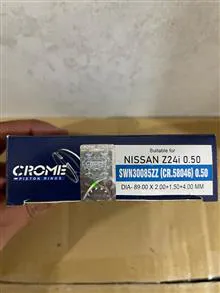 Suitable for
CROME
PISTON RINGS
NISSAN Z24i 0.50
SWN30085ZZ (CR.58046) 0.50
DIA- 89.00 X 2.00+1.50+4.00 MM
CROME